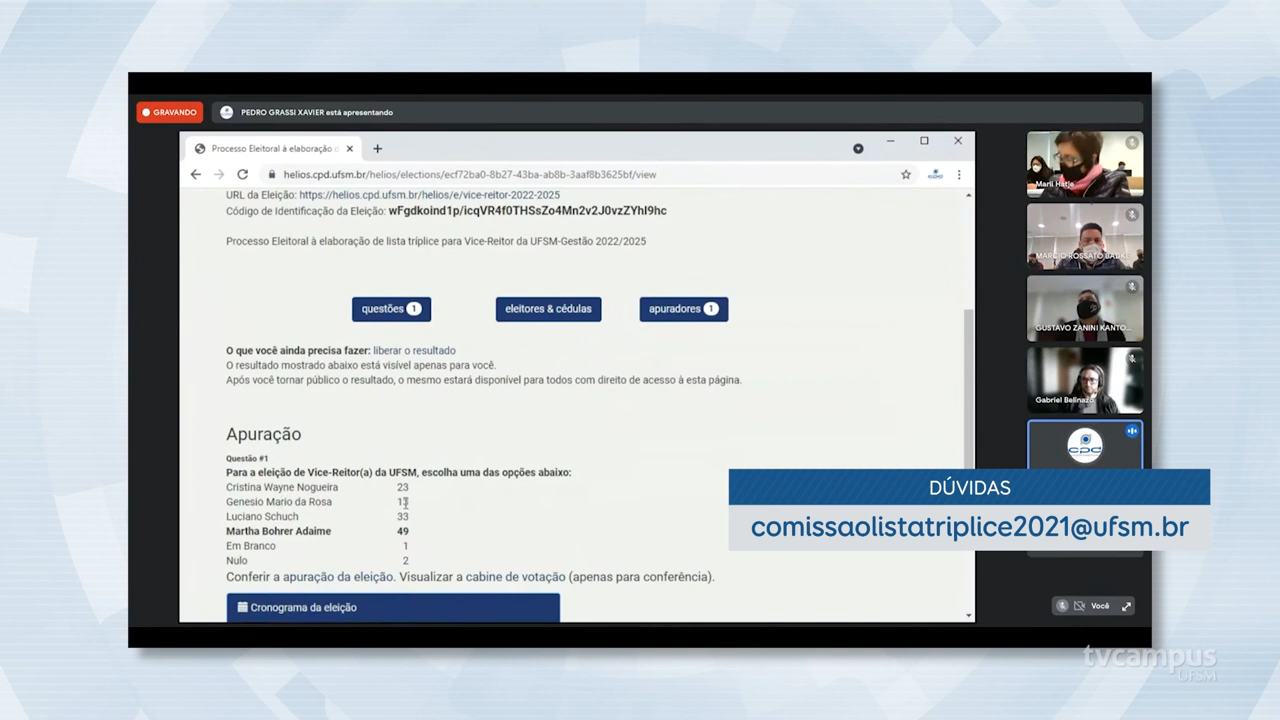 GRAVANDO
PEDRO GRASSI XAVIER está apresentando
Processo Eleitoral à elaboração d
helios.cpd.ufsm.br/helios/elections/ecf72ba0-8b27-43ba-ab8b-3aaf8b3625bf/view
URL da Eleição: https://helios.cpd.ufsm.br/helios/e/vice-reitor-2022-2025
Código de Identificação da Eleição: wFgdkoind1p/icqVR4f0THSsZo4Mn2v2J0vzZYhI9hc
Processo Eleitoral à elaboração de lista tríplice para Vice-Reitor da UFSM-Gestão 2022/2025
questões 1
eleitores & cédulas
apuradores 1
O que você ainda precisa fazer: liberar o resultado
O resultado mostrado abaixo está visível apenas para você.
Após você tornar público o resultado, o mesmo estará disponível para todos com direito de acesso à esta página.
Apuração
Questão #1
Para a eleição de Vice-Reitor(a) da UFSM, escolha uma das opções abaixo:
Cristina Wayne Nogueira 23
Genesio Mario da Rosa
Luciano Schuch 33
Martha Bohrer Adaime 49
Em Branco 1
Nulo 2
Conferir a apuração da eleição. Visualizar a cabine de votação (apenas para conferência).
Cronograma da eleição
Marli Hatje
GUSTAVO ZANINI KANTO...
Gabriel Belinazo
cpd
DÚVIDAS
comissaolistatriplice2021@ufsm.br
Você
tvcampus
UFSM